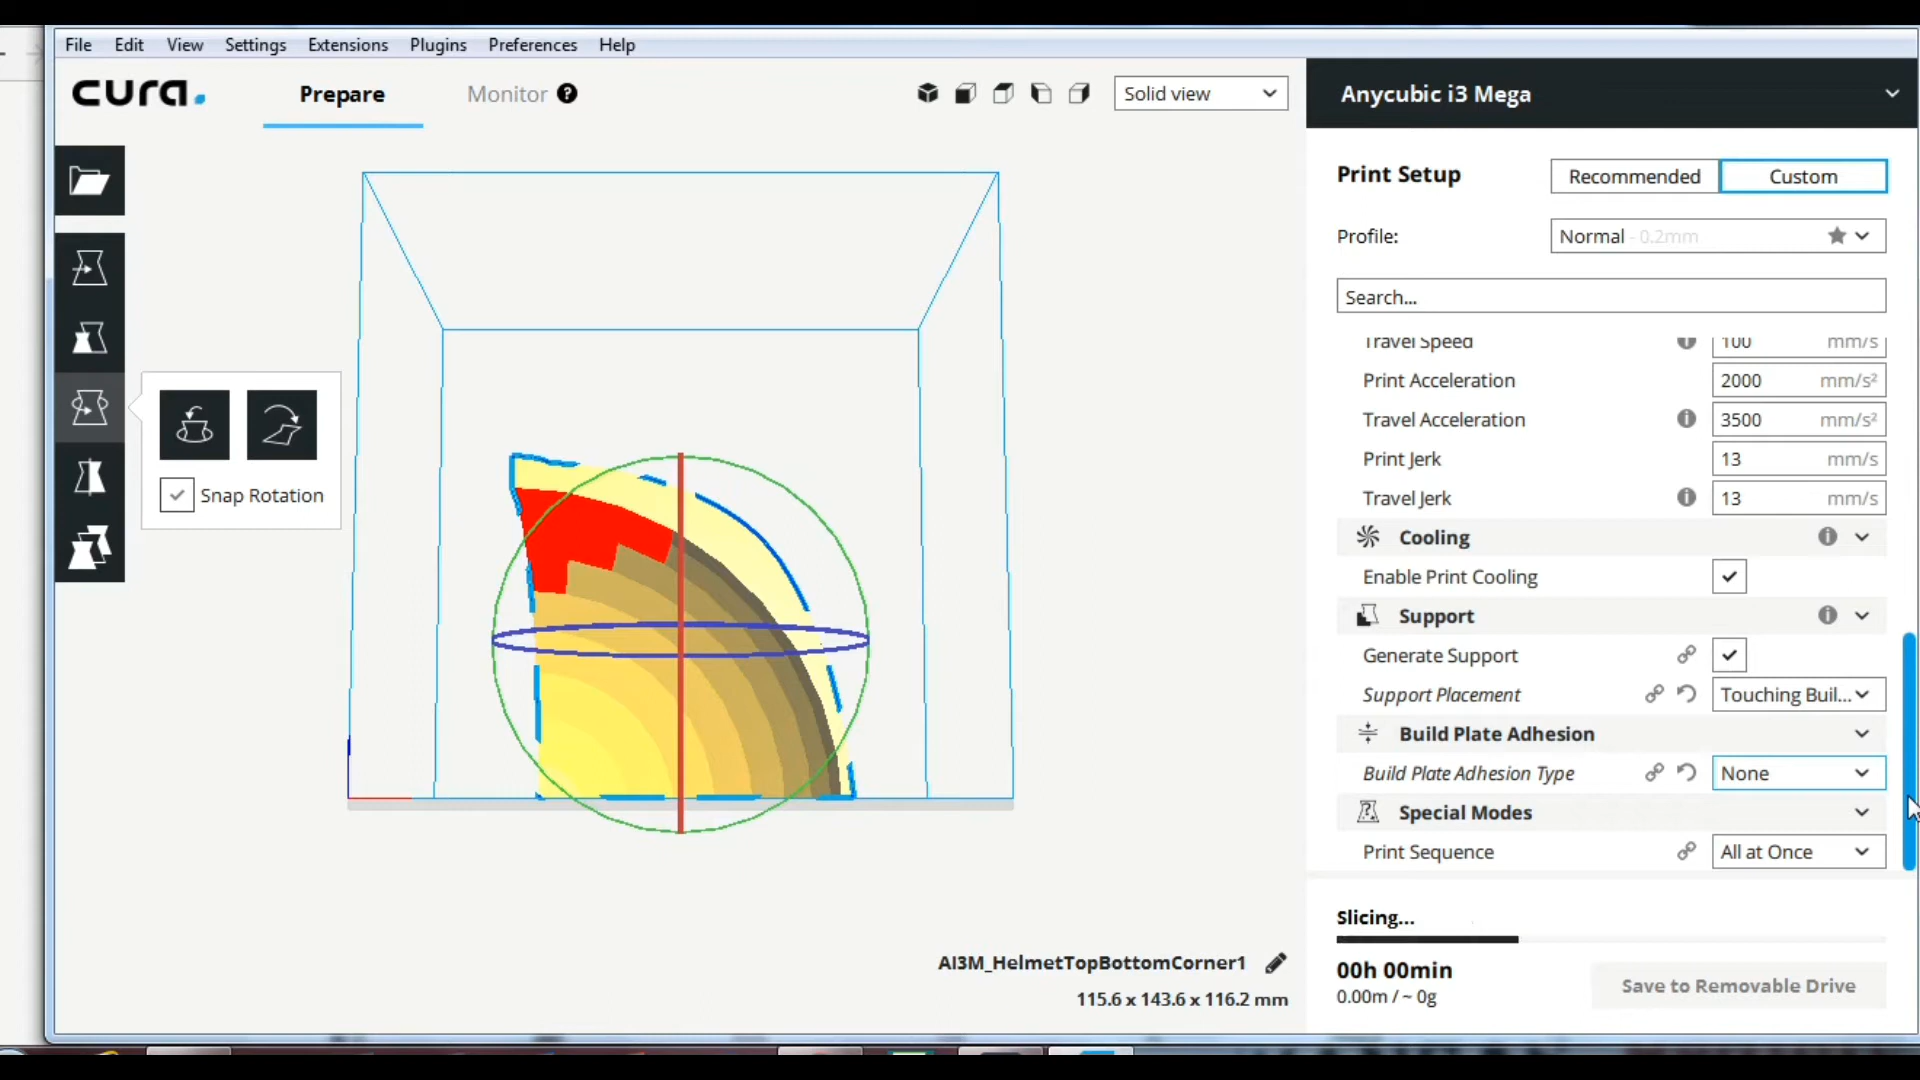 File Edit View Settings Extensions Plugins Preferences Help
cura.
Prepare
Monitor ?
Solid view
Anycubic i3 Mega
Print Setup
Recommended
Custom
Profile:
Normal - 0.2mm
Search...
Travel Speed 100 mm/s
Print Acceleration 2000 mm/s²
Travel Acceleration i 3500 mm/s²
Print Jerk 13 mm/s
Travel Jerk i 13 mm/s
Cooling i
Enable Print Cooling
Support i
Generate Support
Support Placement Touching Buil...
Build Plate Adhesion
Build Plate Adhesion Type None
Special Modes
Print Sequence All at Once
Snap Rotation
AI3M_HelmetTopBottomCorner1
115.6 x 143.6 x 116.2 mm
Slicing...
00h 00min
0.00m / ~ 0g
Save to Removable Drive